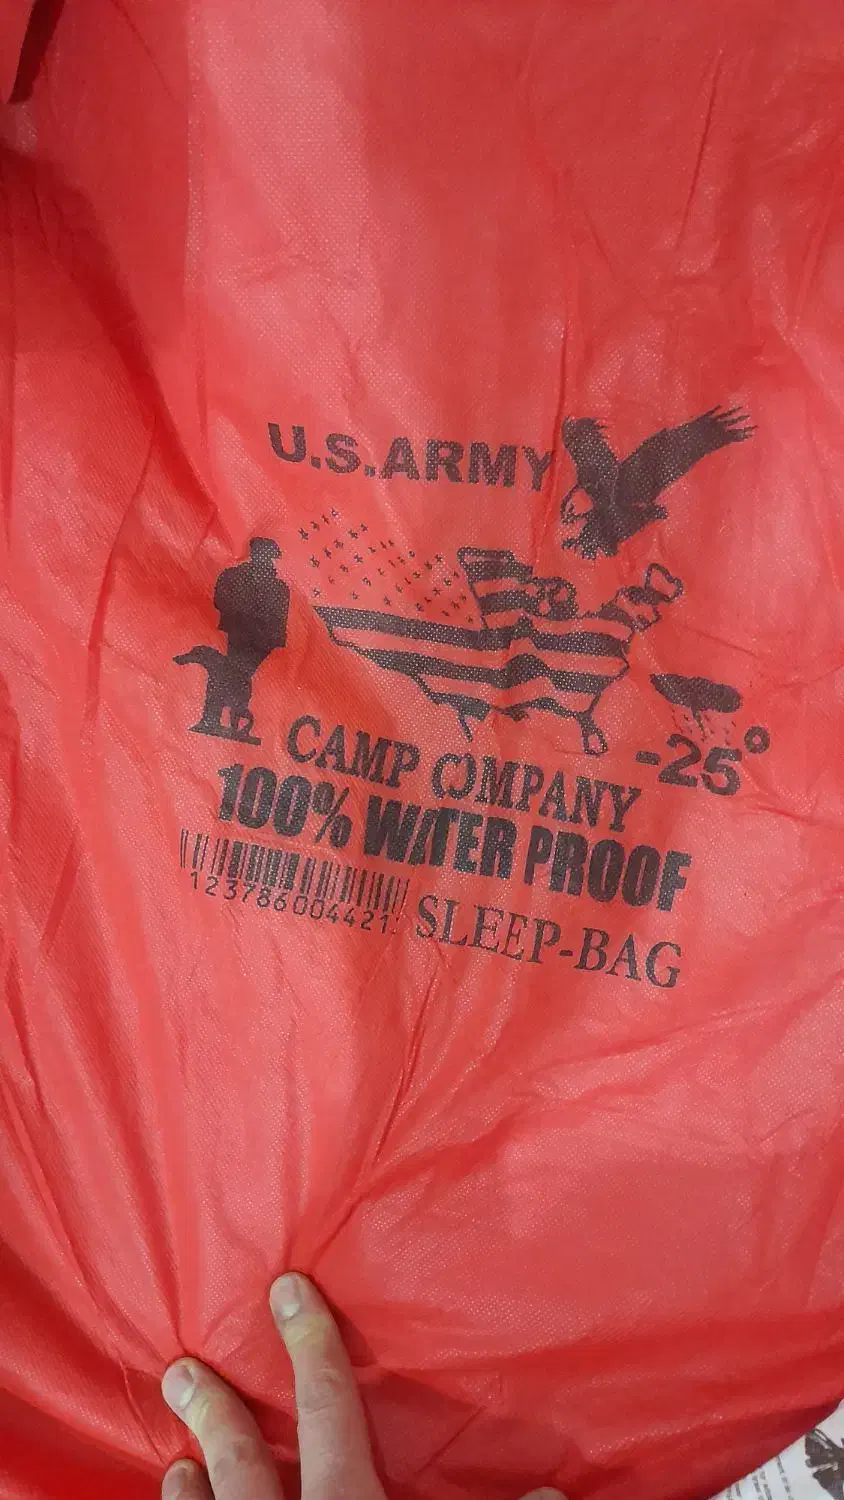 U.S.ARMY
-25°
CAMP COMPANY
100% WATER PROOF
123786004421
SLEEP-BAG